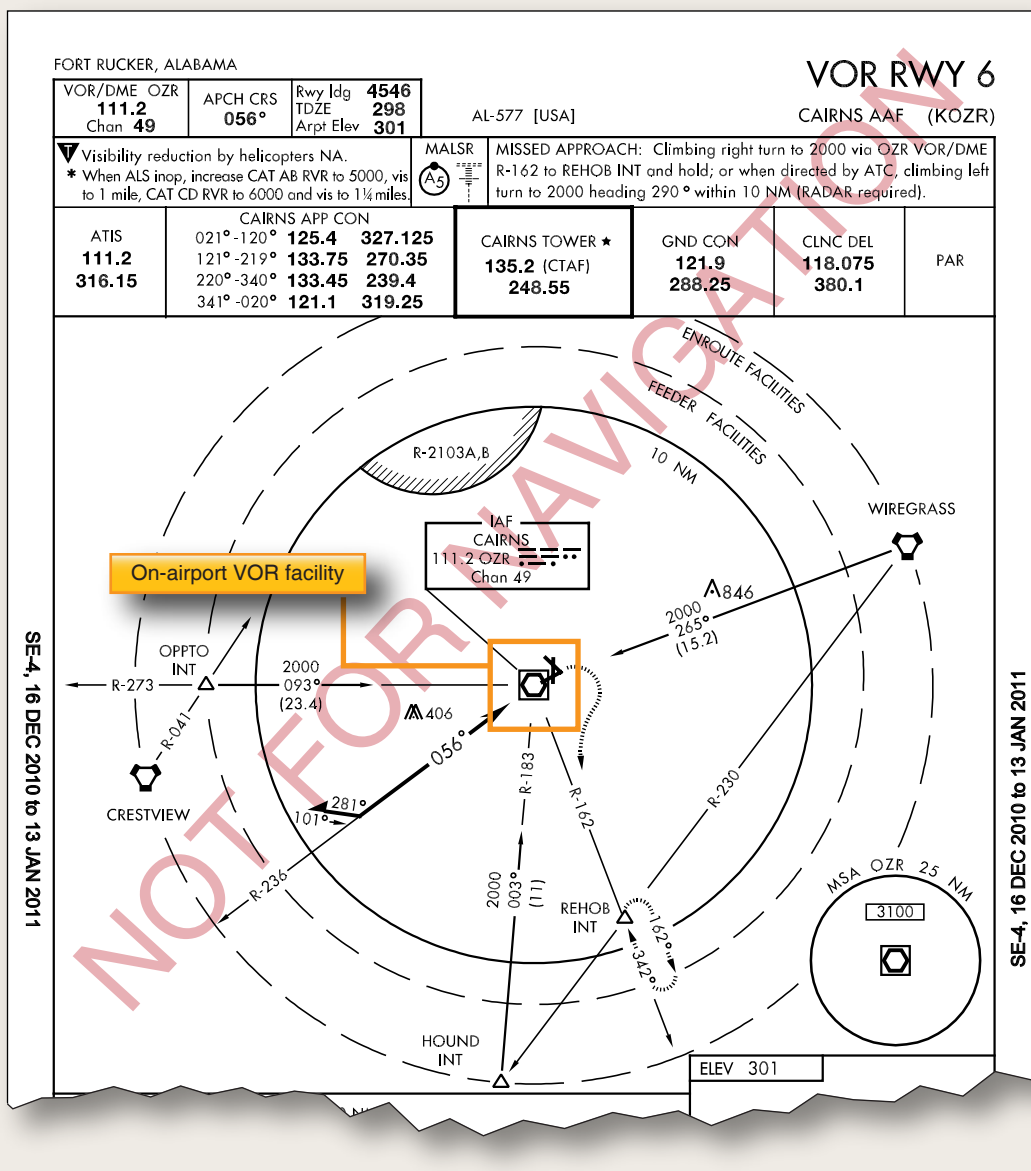 FORT RUCKER, ALABAMA
VOR RWY 6
VOR/DME OZR
111.2
Chan 49
APCH CRS
056°
Rwy ldg 4546
TDZE 298
Arpt Elev 301
AL-577 [USA]
CAIRNS AAF (KOZR)
T Visibility reduction by helicopters NA.
* When ALS inop, increase CAT AB RVR to 5000, vis
to 1 mile, CAT CD RVR to 6000 and vis to 1¼ miles.
MALSR
A5
MISSED APPROACH: Climbing right turn to 2000 via OZR VOR/DME
R-162 to REHOB INT and hold; or when directed by ATC, climbing left
turn to 2000 heading 290° within 10 NM (RADAR required).
ATIS
111.2
316.15
CAIRNS APP CON
021°-120° 125.4 327.125
121°-219° 133.75 270.35
220°-340° 133.45 239.4
341°-020° 121.1 319.25
CAIRNS TOWER ★
135.2 (CTAF)
248.55
GND CON
121.9
288.25
CLNC DEL
118.075
380.1
PAR
ENROUTE FACILITIES
FEEDER FACILITIES
10 NM
R-2103A,B
WIREGRASS
IAF
CAIRNS
111.2 OZR
Chan 49
On-airport VOR facility
846
2000
265°
(15.2)
OPPTO
INT
R-273
2000
093°
(23.4)
406
R-041
056°
CRESTVIEW
281°
101°
R-183
R-162
R-230
R-236
2000
003°
(11)
REHOB
INT
162°
342°
MSA OZR 25 NM
3100
HOUND
INT
ELEV 301
SE-4, 16 DEC 2010 to 13 JAN 2011
SE-4, 16 DEC 2010 to 13 JAN 2011
NOT FOR NAVIGATION